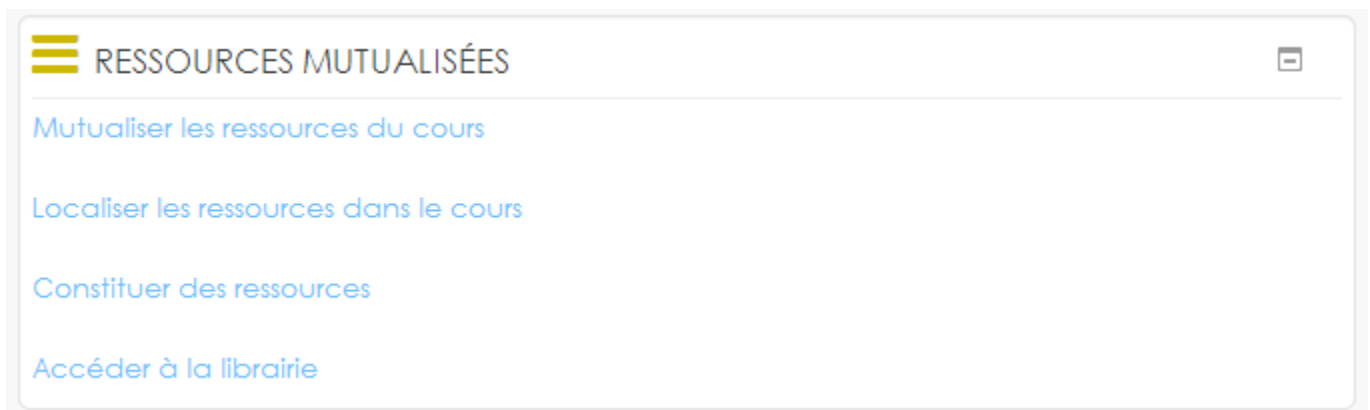 RESSOURCES MUTUALISÉES
Mutualiser les ressources du cours
Localiser les ressources dans le cours
Constituer des ressources
Accéder à la librairie